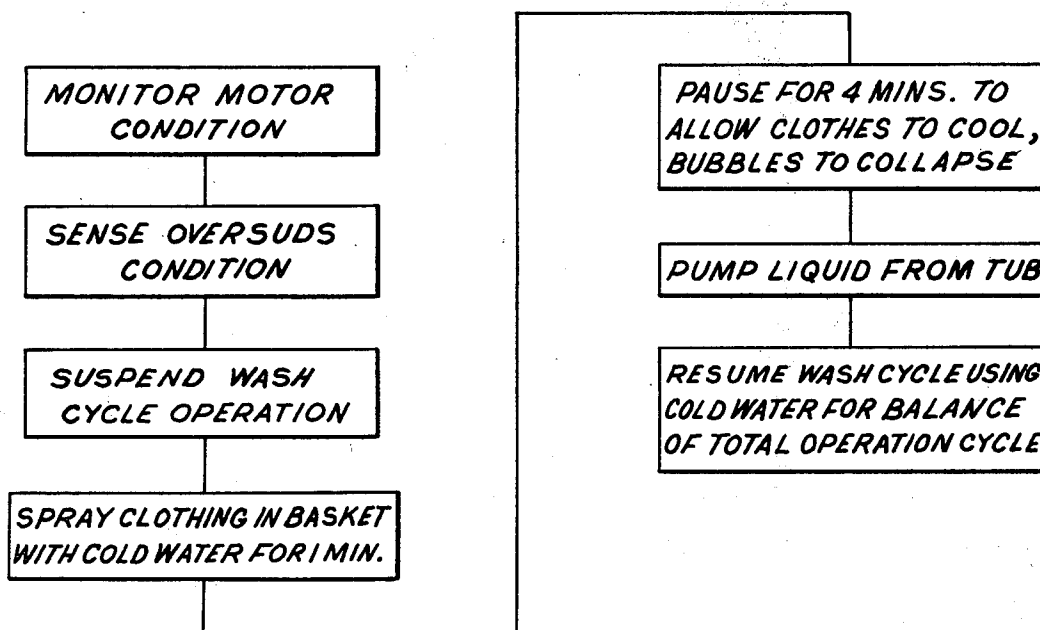 MONITOR MOTOR
CONDITION
SENSE OVERSUDS
CONDITION
SUSPEND WASH
CYCLE OPERATION
SPRAY CLOTHING IN BASKET
WITH COLD WATER FOR 1 MIN.
PAUSE FOR 4 MINS. TO
ALLOW CLOTHES TO COOL,
BUBBLES TO COLLAPSE
PUMP LIQUID FROM TUB
RESUME WASH CYCLE USING
COLD WATER FOR BALANCE
OF TOTAL OPERATION CYCLE